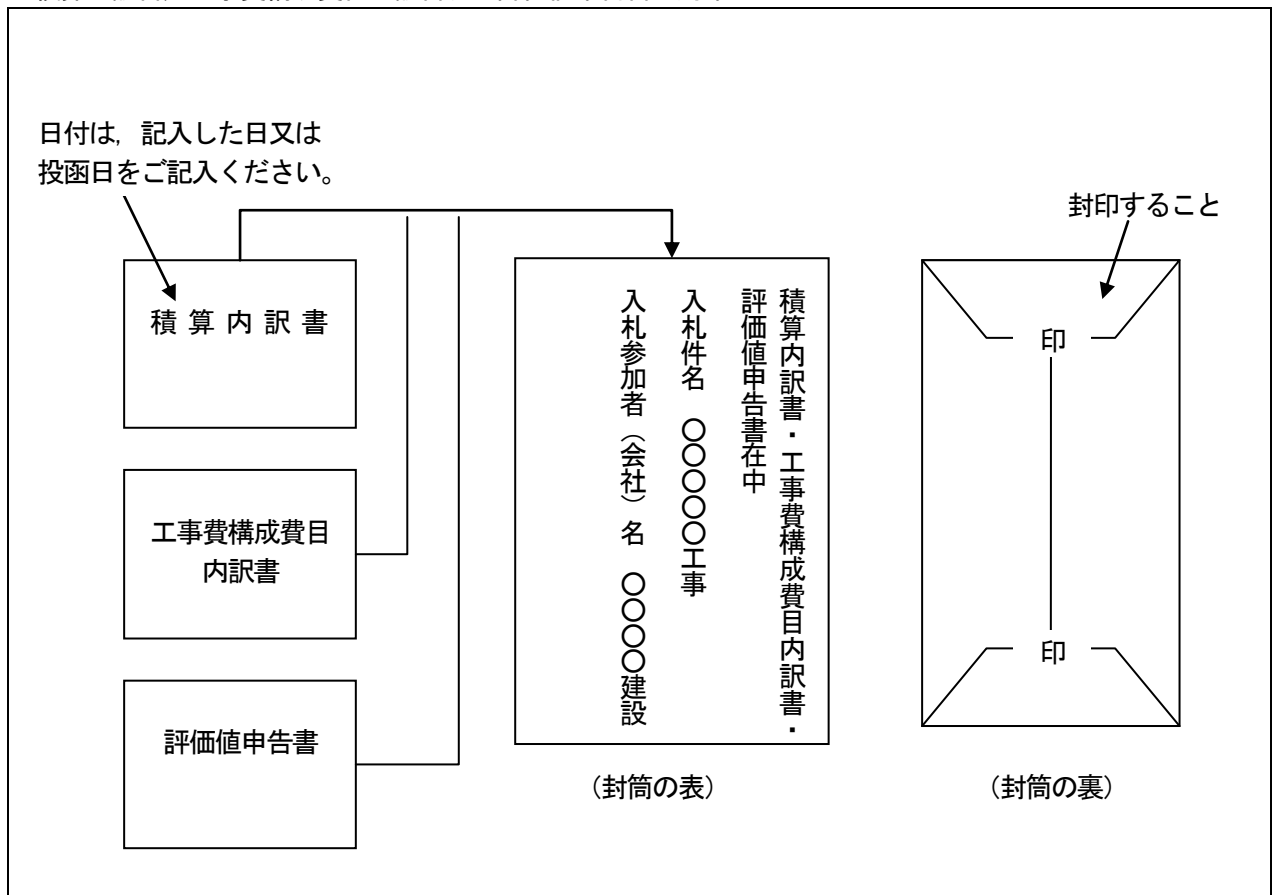 日付は，記入した日又は
投函日をご記入ください。
封印すること
積算内訳書
工事費構成費目
内訳書
評価値申告書
積算内訳書・工事費構成費目内訳書・
評価値申告書在中
入札件名　〇〇〇〇〇工事
入札参加者（会社）名　〇〇〇〇建設
（封筒の表）
印
印
（封筒の裏）